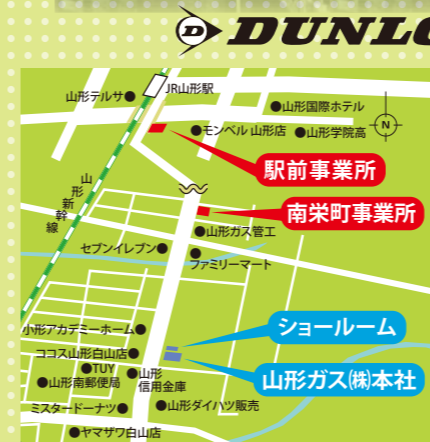 D DUNLO
JR山形駅
山形テルサ
山形国際ホテル
モンベル 山形店
山形学院高
N
駅前事業所
山形新幹線
南栄町事業所
山形ガス管工
セブンイレブン
ファミリーマート
ショールーム
小形アカデミーホーム
ココス山形白山店
TUY
山形南郵便局
山形
信用金庫
山形ガス㈱本社
ミスタードーナツ
山形ダイハツ販売
ヤマザワ白山店